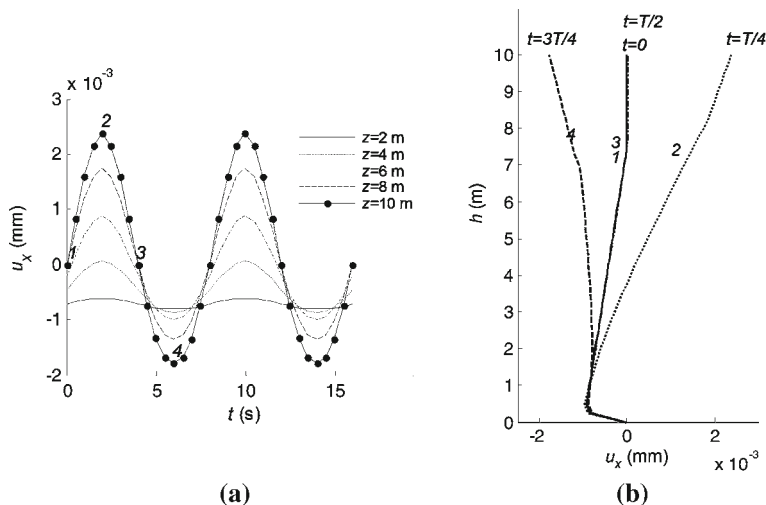 x 10⁻³
3
2
1
0
-1
-2
u_x (mm)
0
5
10
15
t (s)
1
2
3
4
z=2 m
z=4 m
z=6 m
z=8 m
z=10 m
(a)
t=3T/4
t=T/2
t=0
t=T/4
10
9
8
7
6
5
4
3
2
1
0
h (m)
4
3
1
2
-2
0
2
u_x (mm)
x 10⁻³
(b)